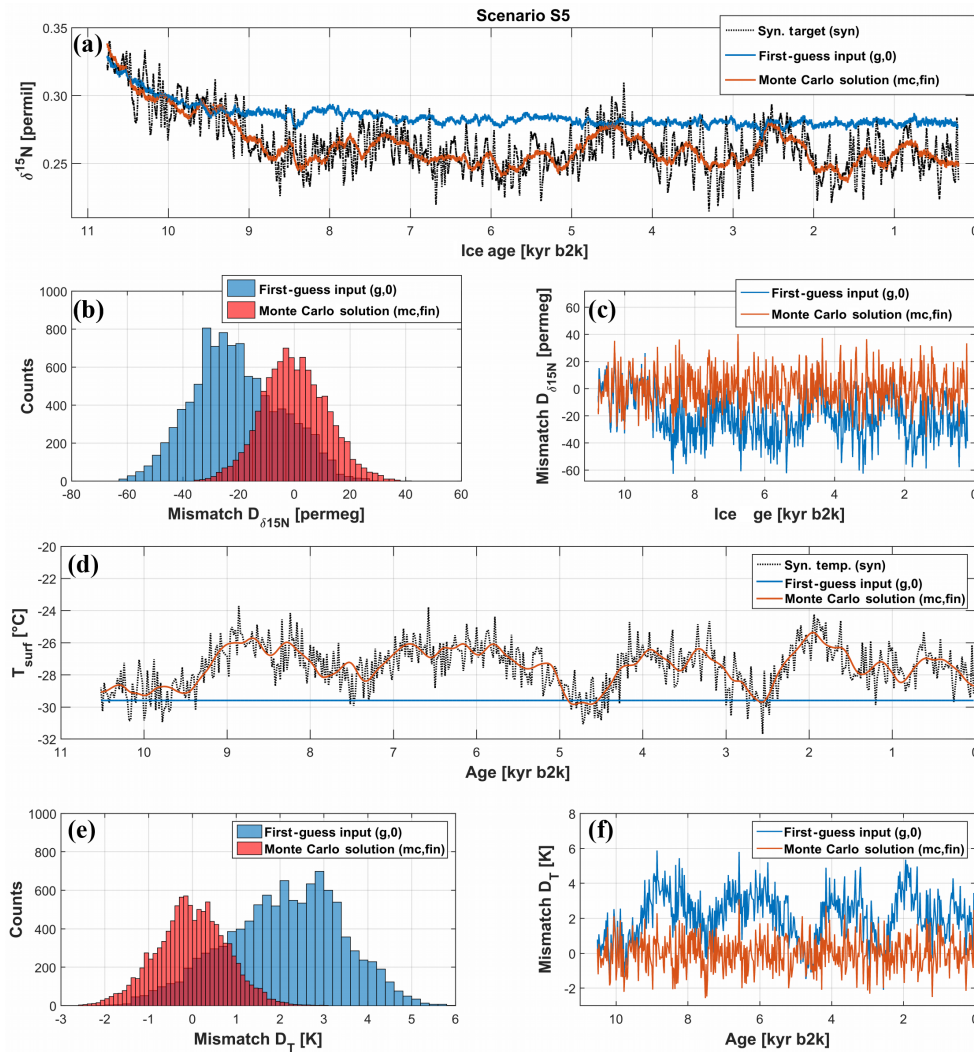 Scenario S5
(a)
Syn. target (syn)
First-guess input (g,0)
Monte Carlo solution (mc,fin)
δ15N [permil]
0.35
0.30
0.25
11 10 9 8 7 6 5 4 3 2 1 0
Ice age [kyr b2k]
(b)
First-guess input (g,0)
Monte Carlo solution (mc,fin)
Counts
1000
800
600
400
200
0
-80 -60 -40 -20 0 20 40 60
Mismatch Dδ15N [permeg]
(c)
First-guess input (g,0)
Monte Carlo solution (mc,fin)
Mismatch Dδ15N [permeg]
60
40
20
0
-20
-40
-60
10 8 6 4 2 0
Ice ge [kyr b2k]
(d)
Syn. temp. (syn)
First-guess input (g,0)
Monte Carlo solution (mc,fin)
Tsurf [°C]
-20
-22
-24
-26
-28
-30
-32
11 10 9 8 7 6 5 4 3 2 1 0
Age [kyr b2k]
(e)
First-guess input (g,0)
Monte Carlo solution (mc,fin)
Counts
1000
800
600
400
200
0
-3 -2 -1 0 1 2 3 4 5 6
Mismatch DT [K]
(f)
First-guess input (g,0)
Monte Carlo solution (mc,fin)
Mismatch DT [K]
8
6
4
2
0
-2
10 8 6 4 2 0
Age [kyr b2k]